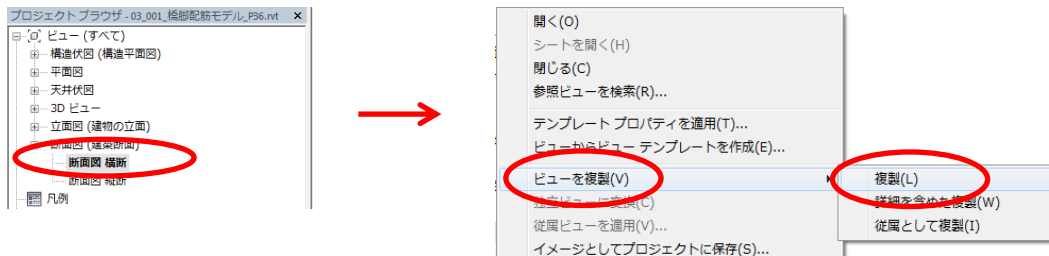 プロジェクト ブラウザ - 03_001_橋脚配筋モデル_P36.rvt
ビュー (すべて)
構造伏図 (構造平面図)
平面図
天井伏図
3D ビュー
立面図 (建物の立面)
断面図 (建築断面)
断面図 横断
断面図 縦断
凡例
開く(O)
シートを開く(H)
閉じる(C)
参照ビューを検索(R)...
テンプレート プロパティを適用(T)...
ビューからビュー テンプレートを作成(E)...
ビューを複製(V)
独立ビューに変換(C)
従属ビューを適用(V)...
イメージとしてプロジェクトに保存(S)...
複製(L)
詳細を含めた複製(W)
従属として複製(I)